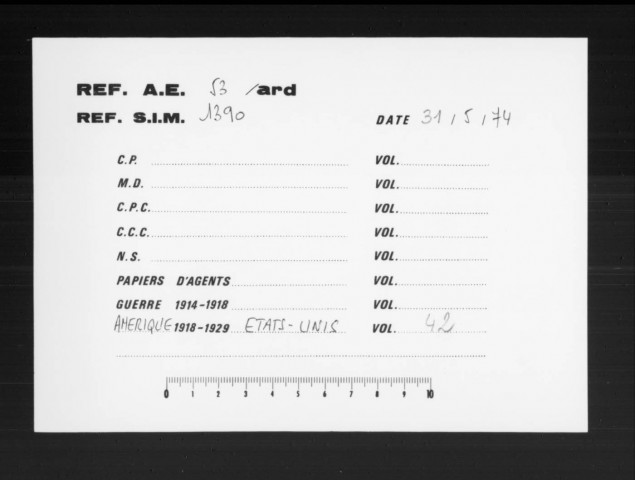 REF. A.E. 53 /ard
REF. S.I.M. 1390 DATE 31/5/74
C.P. VOL.
M.D. VOL.
C.P.C. VOL.
C.C.C. VOL.
N.S. VOL.
PAPIERS D'AGENTS VOL.
GUERRE 1914-1918 VOL.
AMERIQUE 1918-1929 ETATS-UNIS VOL. 42
0 1 2 3 4 5 6 7 8 9 10